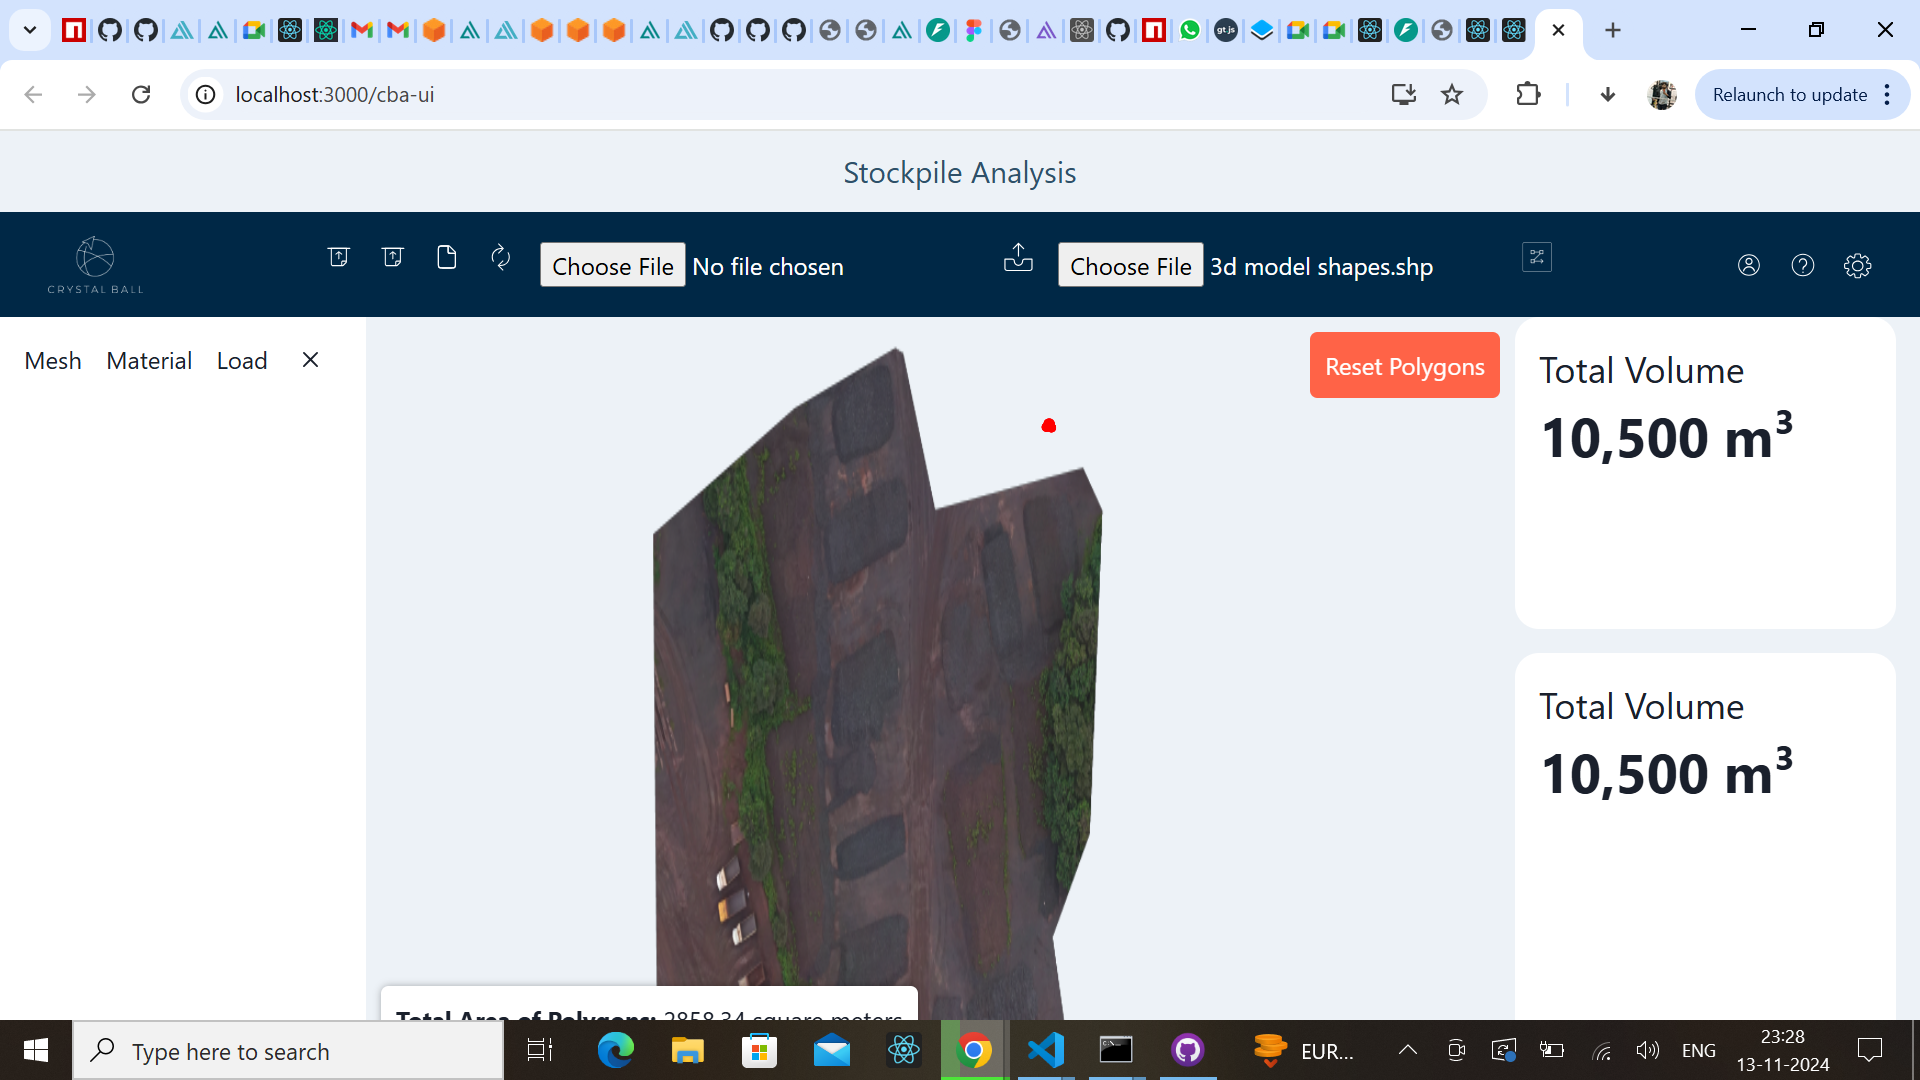 localhost:3000/cba-ui
Relaunch to update
Stockpile Analysis
CRYSTAL BALL
Choose File No file chosen
Choose File 3d model shapes.shp
Mesh Material Load
Reset Polygons
Total Volume
10,500 m³
Total Volume
10,500 m³
Total Area of Polygons: 2858.34 square meters
Type here to search
EUR...
ENG
23:28
13-11-2024